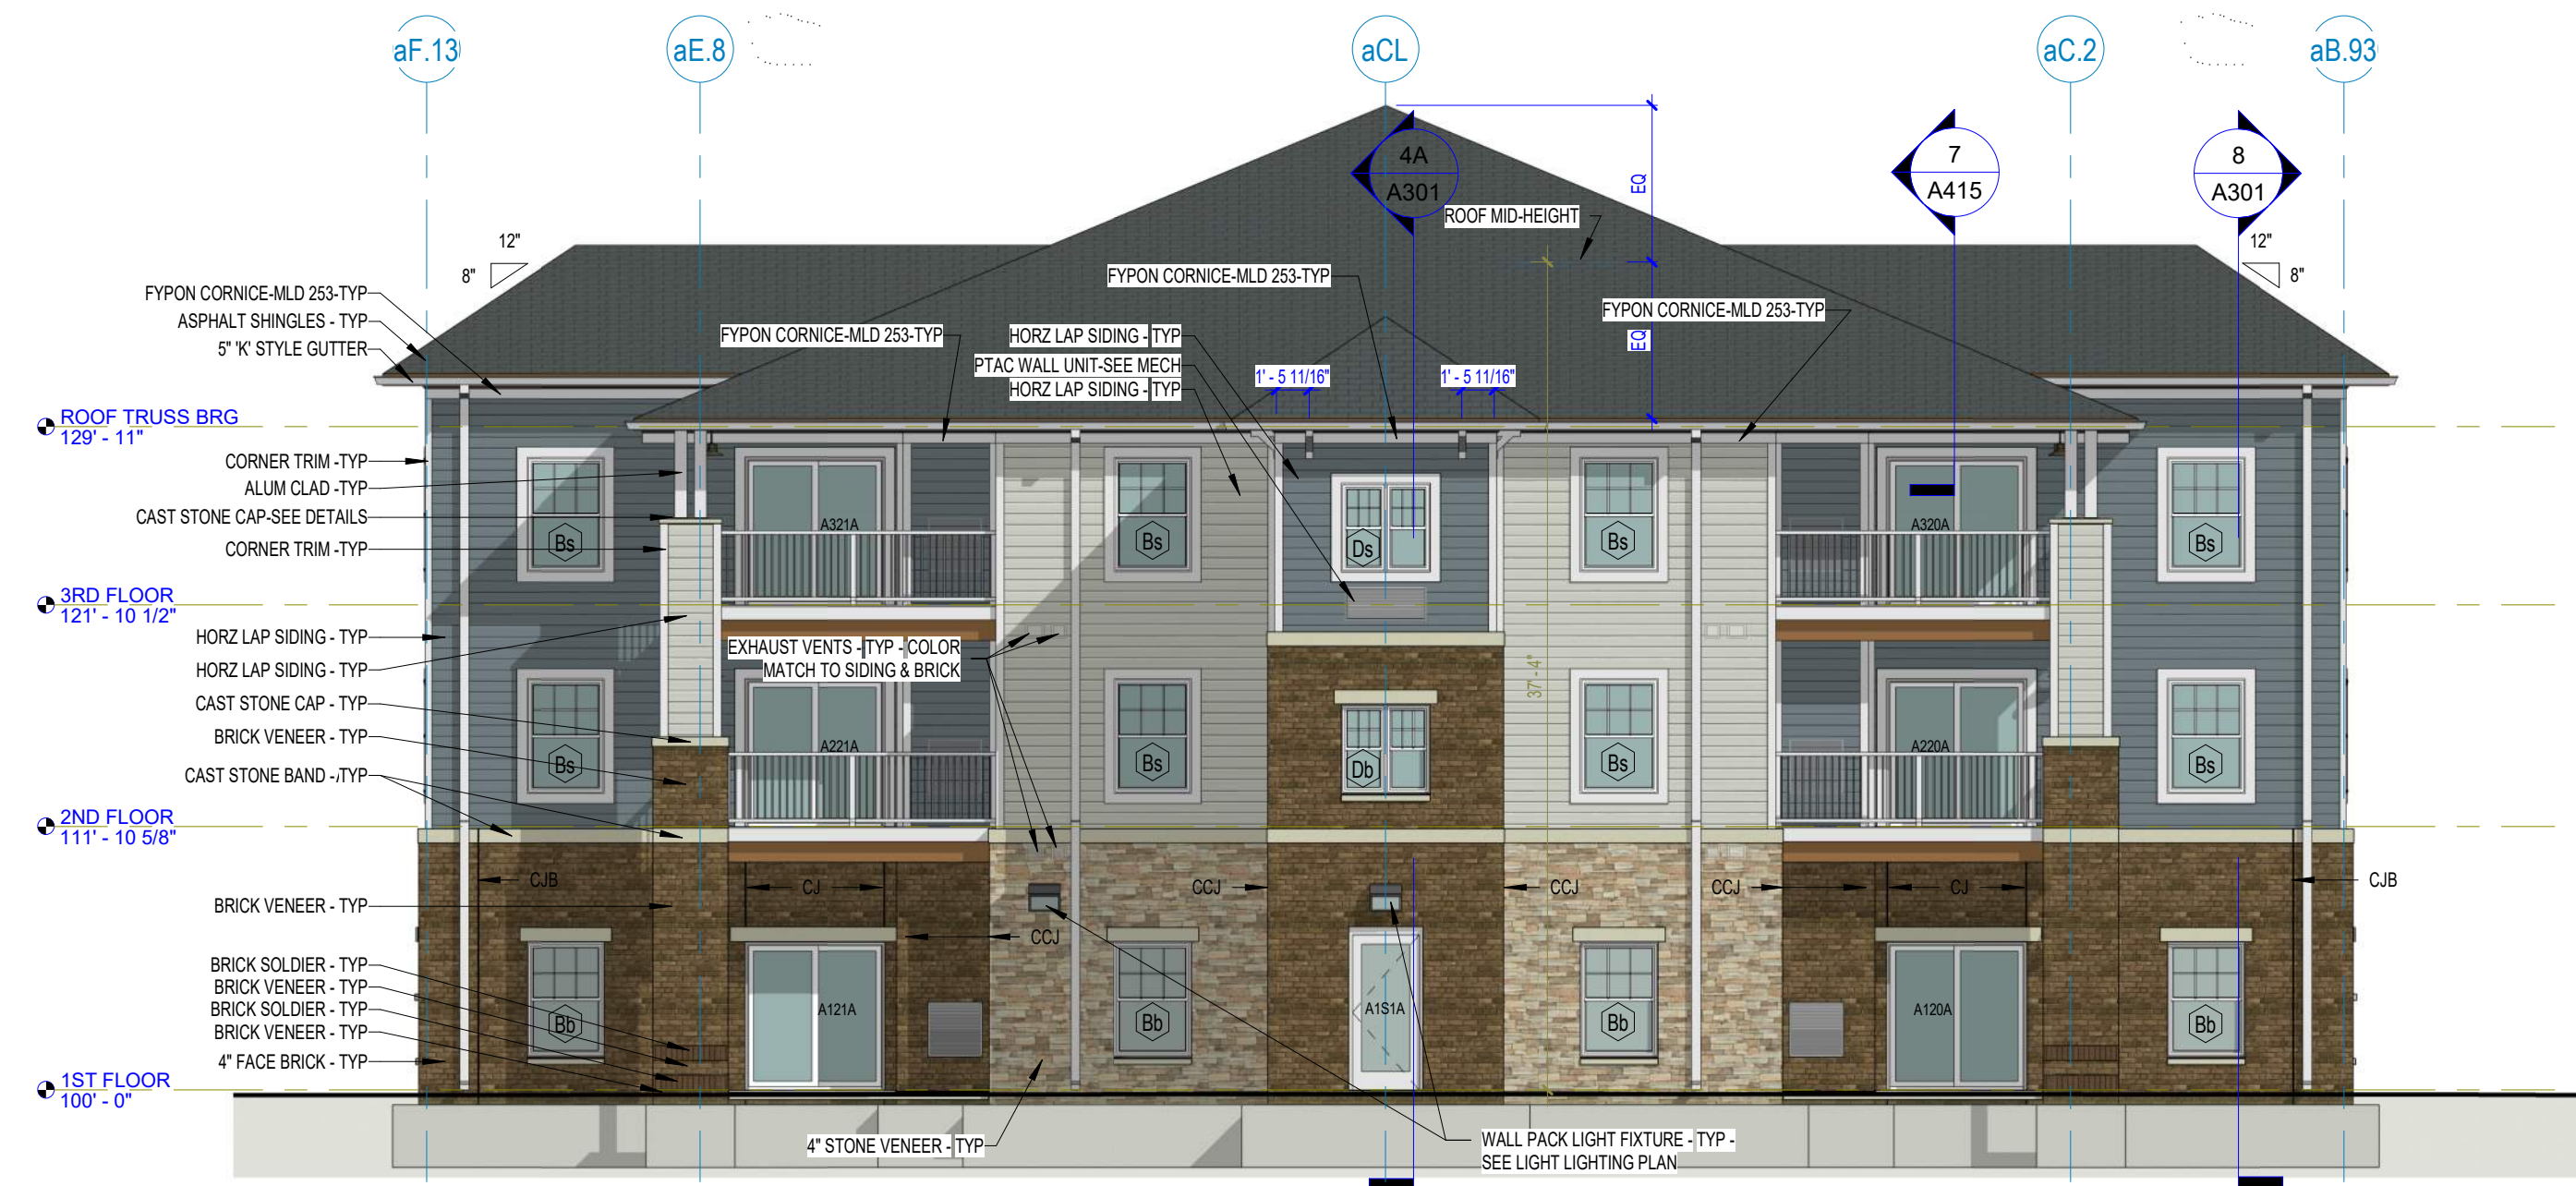 aF.13
aE.8
aCL
aC.2
aB.93
4A
A301
7
A415
8
A301
EQ
ROOF MID-HEIGHT
12"
8"
12"
8"
FYPON CORNICE-MLD 253-TYP
FYPON CORNICE-MLD 253-TYP
ASPHALT SHINGLES - TYP
5" 'K' STYLE GUTTER
FYPON CORNICE-MLD 253-TYP
HORZ LAP SIDING - TYP
PTAC WALL UNIT-SEE MECH
HORZ LAP SIDING - TYP
FYPON CORNICE-MLD 253-TYP
EQ
1' - 5 11/16"
1' - 5 11/16"
ROOF TRUSS BRG
129' - 11"
CORNER TRIM -TYP
ALUM CLAD -TYP
CAST STONE CAP-SEE DETAILS
CORNER TRIM -TYP
A321A
A320A
Bs
Bs
Ds
Bs
Bs
3RD FLOOR
121' - 10 1/2"
HORZ LAP SIDING - TYP
HORZ LAP SIDING - TYP
EXHAUST VENTS - TYP - COLOR
MATCH TO SIDING & BRICK
37' - 4"
CAST STONE CAP - TYP
BRICK VENEER - TYP
CAST STONE BAND - TYP
A221A
A220A
Bs
Bs
Db
Bs
Bs
2ND FLOOR
111' - 10 5/8"
CJB
CJ
CCJ
CCJ
CCJ
CJ
CJB
BRICK VENEER - TYP
CCJ
BRICK SOLDIER - TYP
BRICK VENEER - TYP
BRICK SOLDIER - TYP
BRICK VENEER - TYP
4" FACE BRICK - TYP
A121A
A1S1A
A120A
Bb
Bb
Bb
Bb
1ST FLOOR
100' - 0"
4" STONE VENEER - TYP
WALL PACK LIGHT FIXTURE - TYP -
SEE LIGHT LIGHTING PLAN